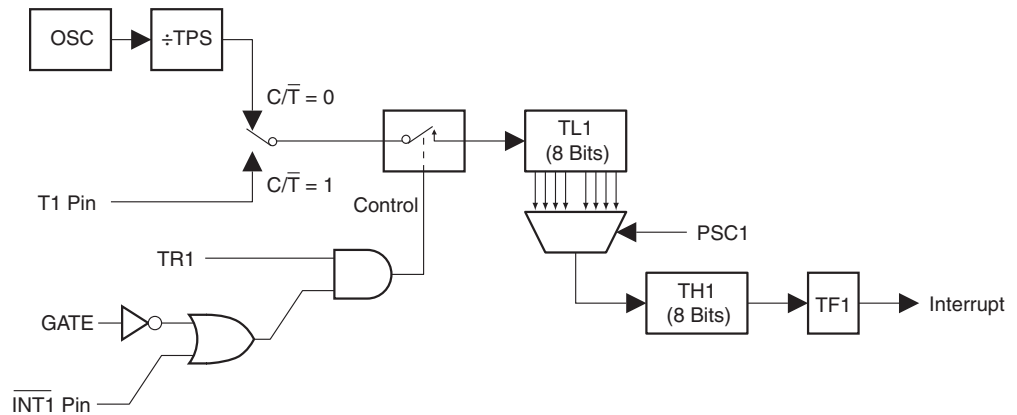 OSC
÷TPS
C/T̅ = 0
C/T̅ = 1
T1 Pin
Control
TL1
(8 Bits)
PSC1
TR1
TH1
(8 Bits)
TF1
Interrupt
GATE
I̅N̅T̅1̅ Pin